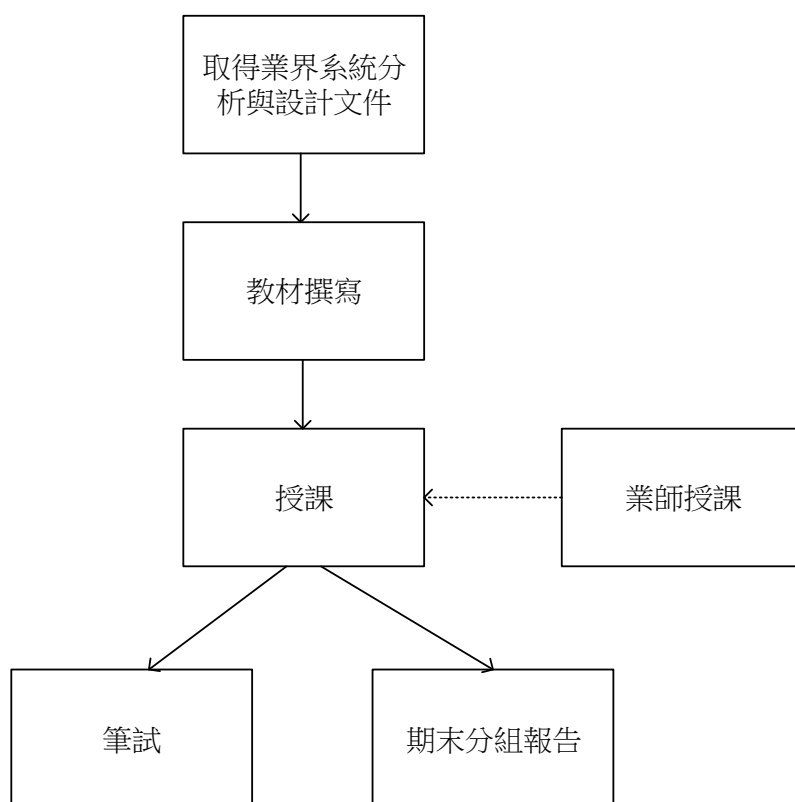 取得業界系統分
析與設計文件
教材撰寫
授課
業師授課
筆試
期末分組報告